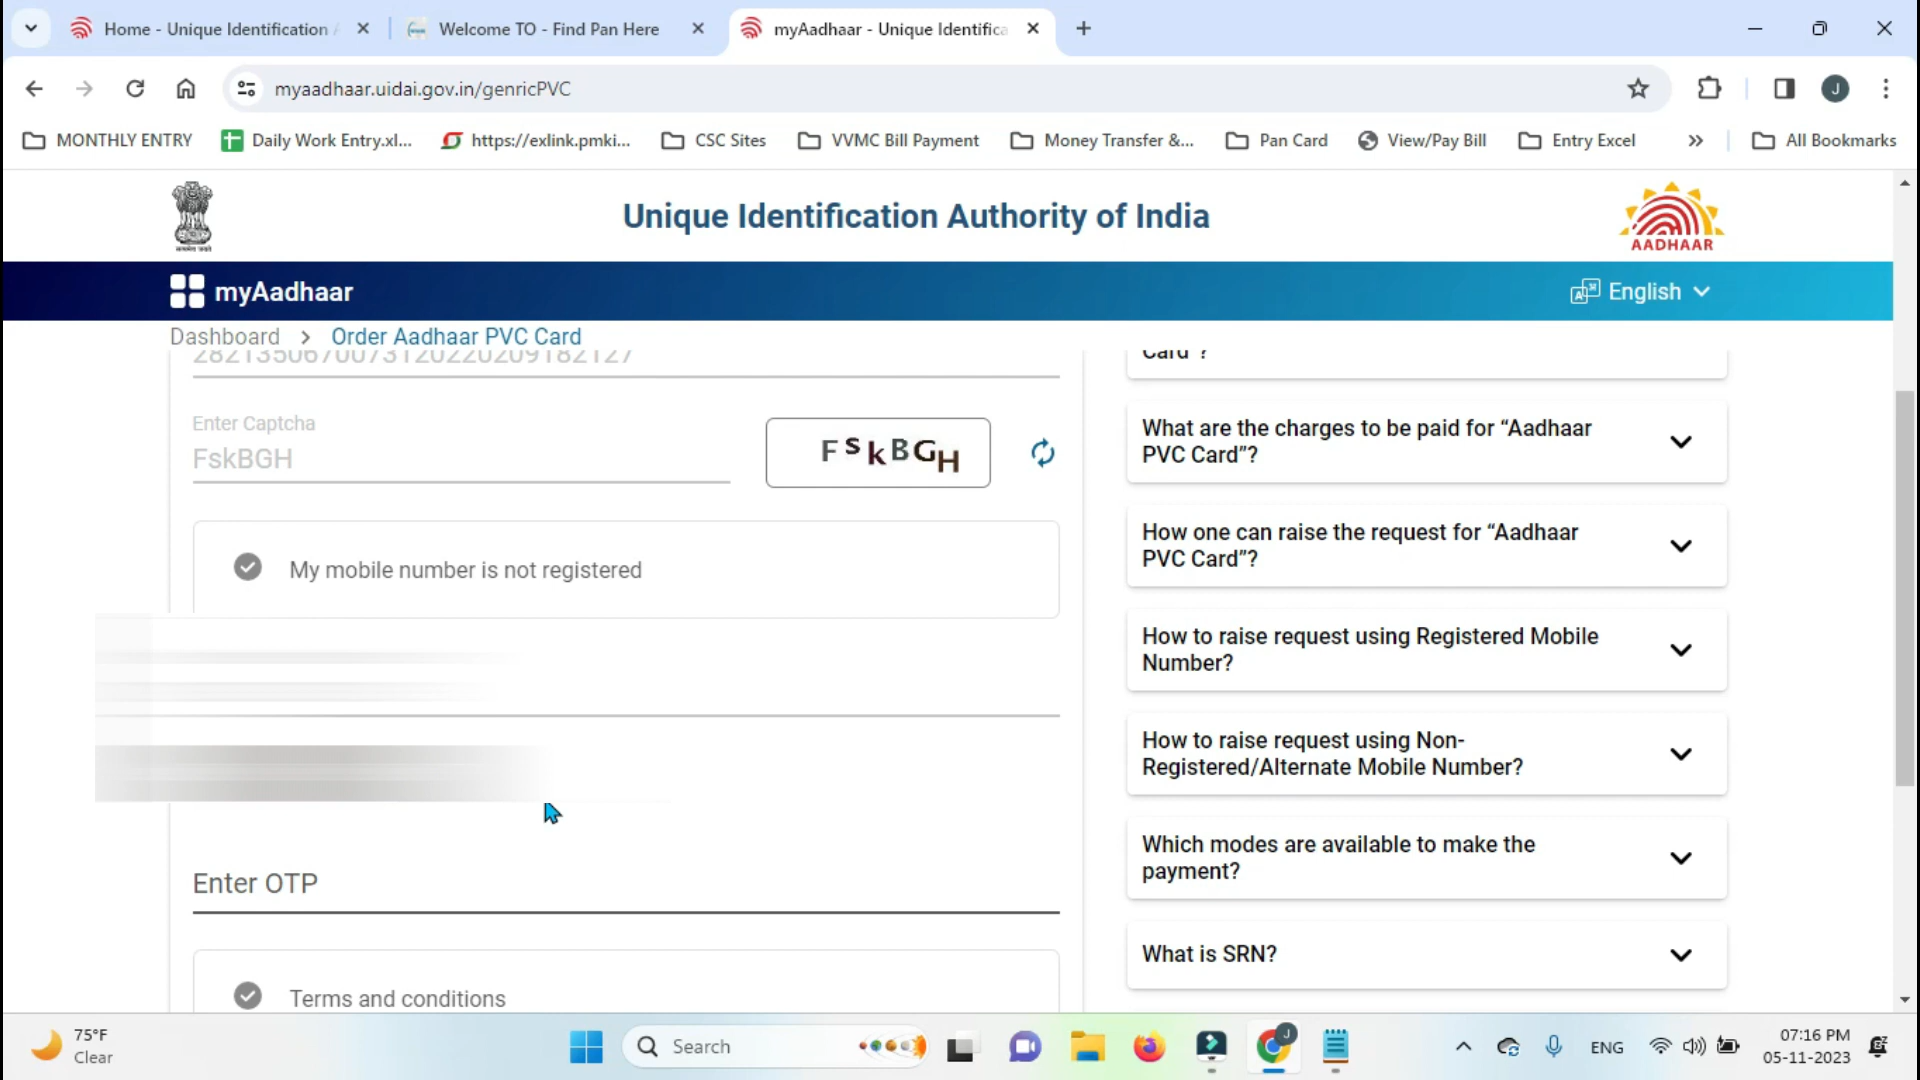 Home - Unique Identification
Welcome TO - Find Pan Here
myAadhaar - Unique Identifica
myaadhaar.uidai.gov.in/genricPVC
J
MONTHLY ENTRY
Daily Work Entry.xl...
https://exlink.pmki...
CSC Sites
VVMC Bill Payment
Money Transfer &...
Pan Card
View/Pay Bill
Entry Excel
All Bookmarks
सत्यमेव जयते
Unique Identification Authority of India
AADHAAR
myAadhaar
English
Dashboard > Order Aadhaar PVC Card
2821350670073120220209182127
Card"?
Enter Captcha
FskBGH
FSkBGH
My mobile number is not registered
Enter OTP
Terms and conditions
What are the charges to be paid for “Aadhaar
PVC Card”?
How one can raise the request for “Aadhaar
PVC Card”?
How to raise request using Registered Mobile
Number?
How to raise request using Non-
Registered/Alternate Mobile Number?
Which modes are available to make the
payment?
What is SRN?
75°F
Clear
Search
J
ENG
07:16 PM
05-11-2023